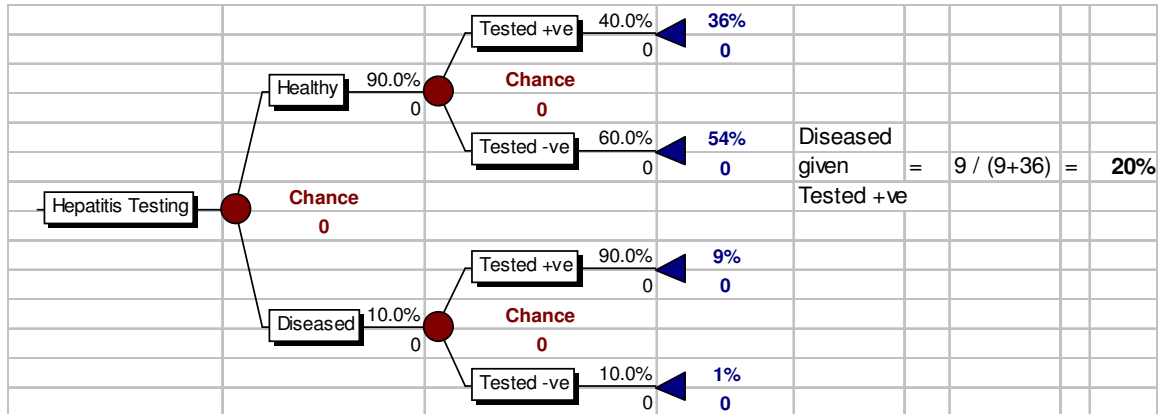 Tested +ve 40.0% 36%
0 0
Healthy 90.0% Chance
0 0
Tested -ve 60.0% 54% Diseased
0 0 given = 9 / (9+36) = 20%
Hepatitis Testing Chance Tested +ve
0
Tested +ve 90.0% 9%
0 0
Diseased 10.0% Chance
0 0
Tested -ve 10.0% 1%
0 0